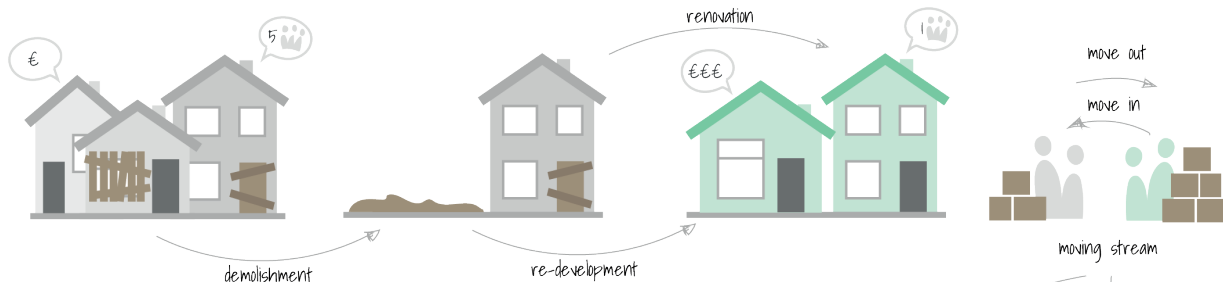 renovation
5
1
€
€€€
move out
move in
moving stream
demolishment
re-development